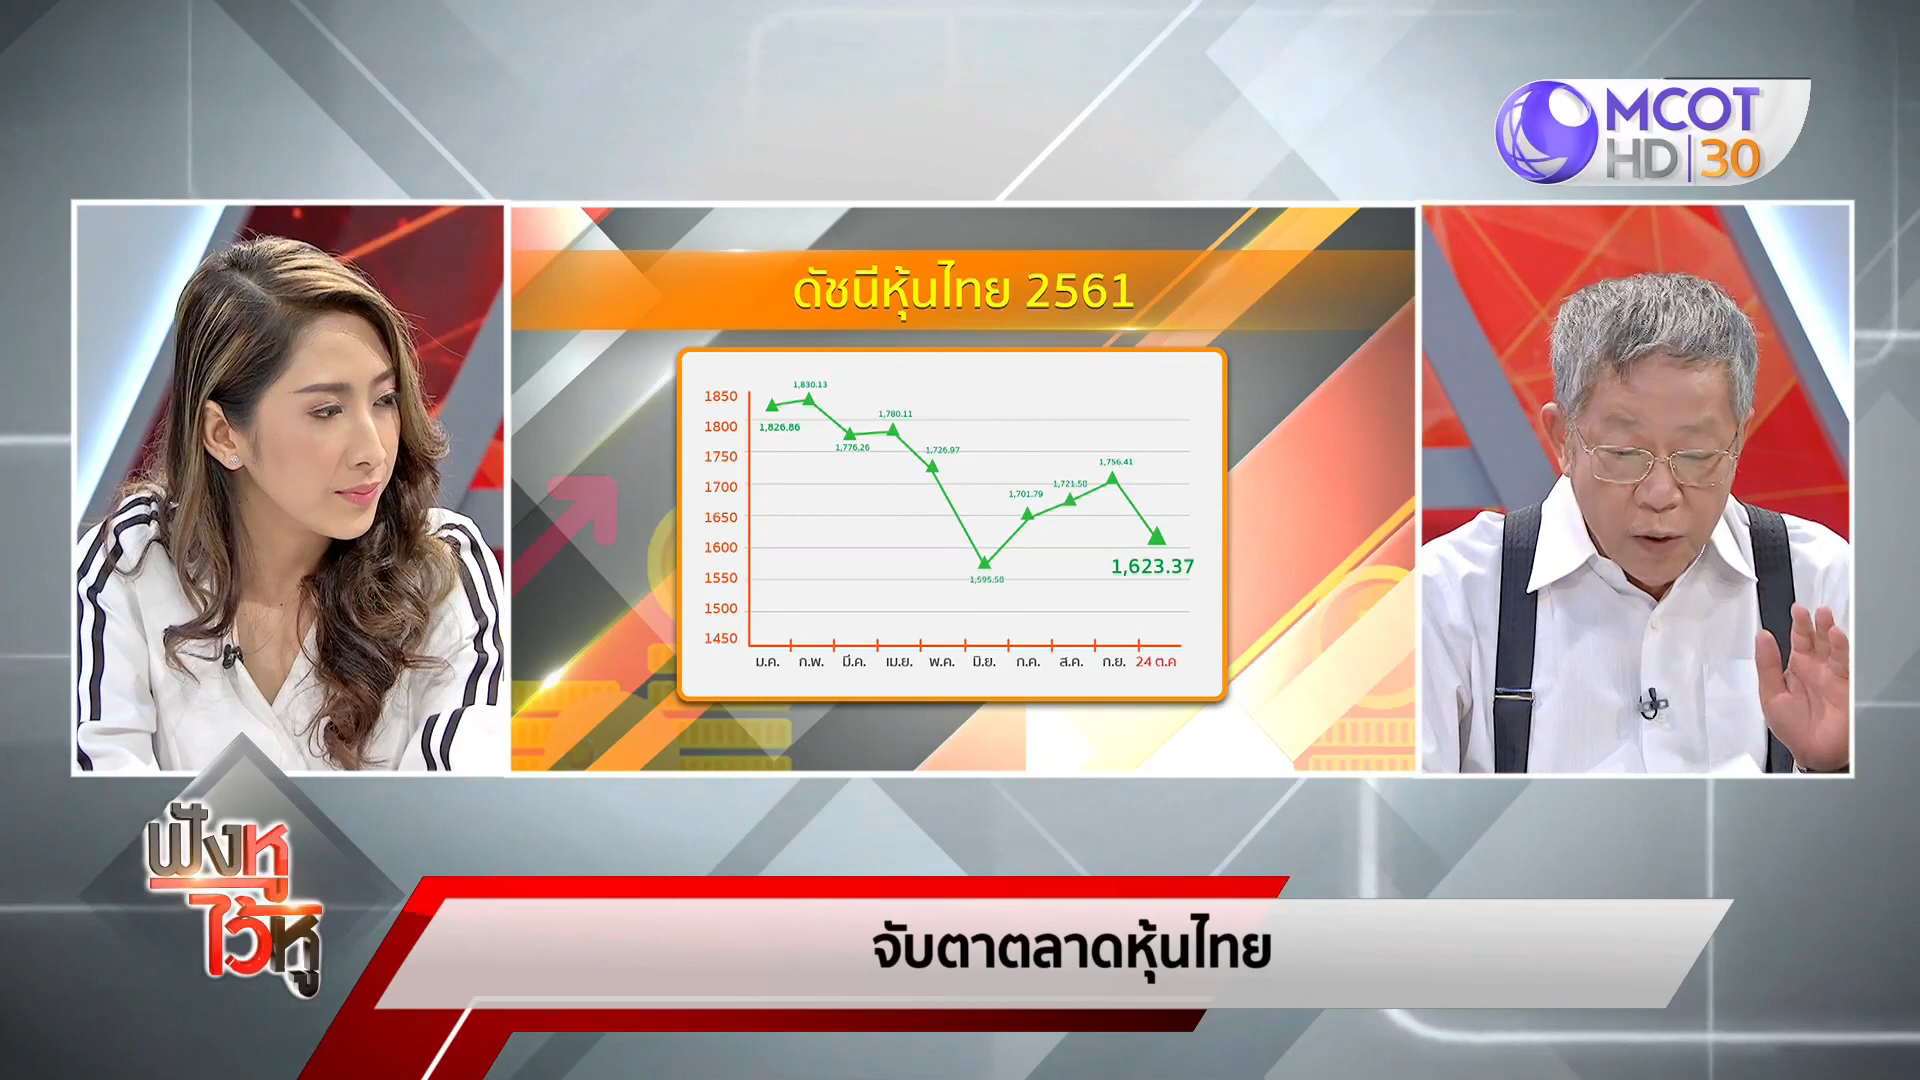 MCOT
HD 30
ดัชนีหุ้นไทย 2561
1850
1800
1750
1700
1650
1600
1550
1500
1450
1,826.86
1,830.13
1,776.26
1,780.11
1,726.97
1,595.58
1,701.79
1,721.58
1,756.41
1,623.37
ม.ค. ก.พ. มี.ค. เม.ย. พ.ค. มิ.ย. ก.ค. ส.ค. ก.ย. 24 ต.ค
ฟังหู
ไว้หู
จับตาตลาดหุ้นไทย